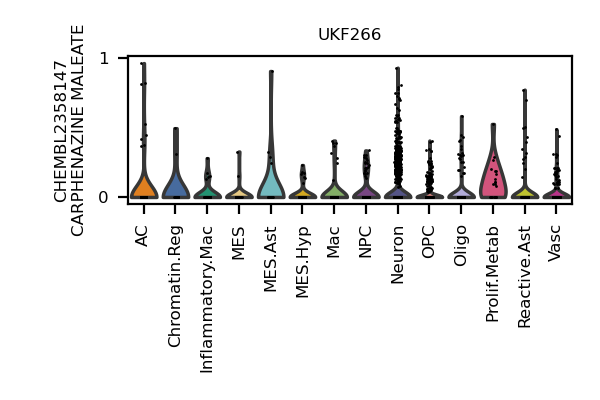 UKF266
CHEMBL2358147
CARPHENAZINE MALEATE
1
0
AC
Chromatin.Reg
Inflammatory.Mac
MES
MES.Ast
MES.Hyp
Mac
NPC
Neuron
OPC
Oligo
Prolif.Metab
Reactive.Ast
Vasc